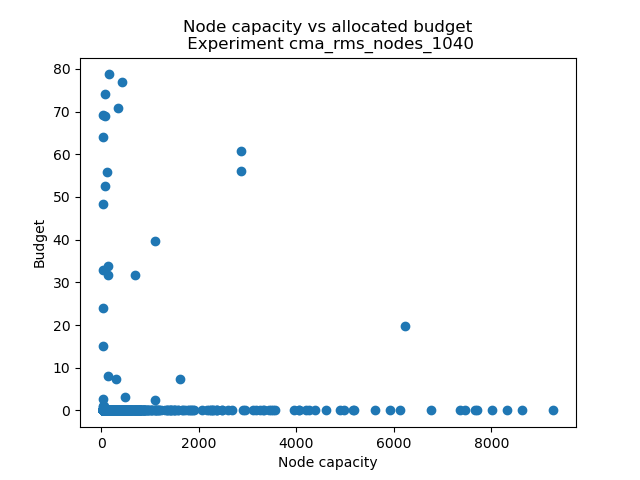 Node capacity vs allocated budget
Experiment cma_rms_nodes_1040
80
70
60
50
40
30
20
10
0
Budget
0 2000 4000 6000 8000
Node capacity